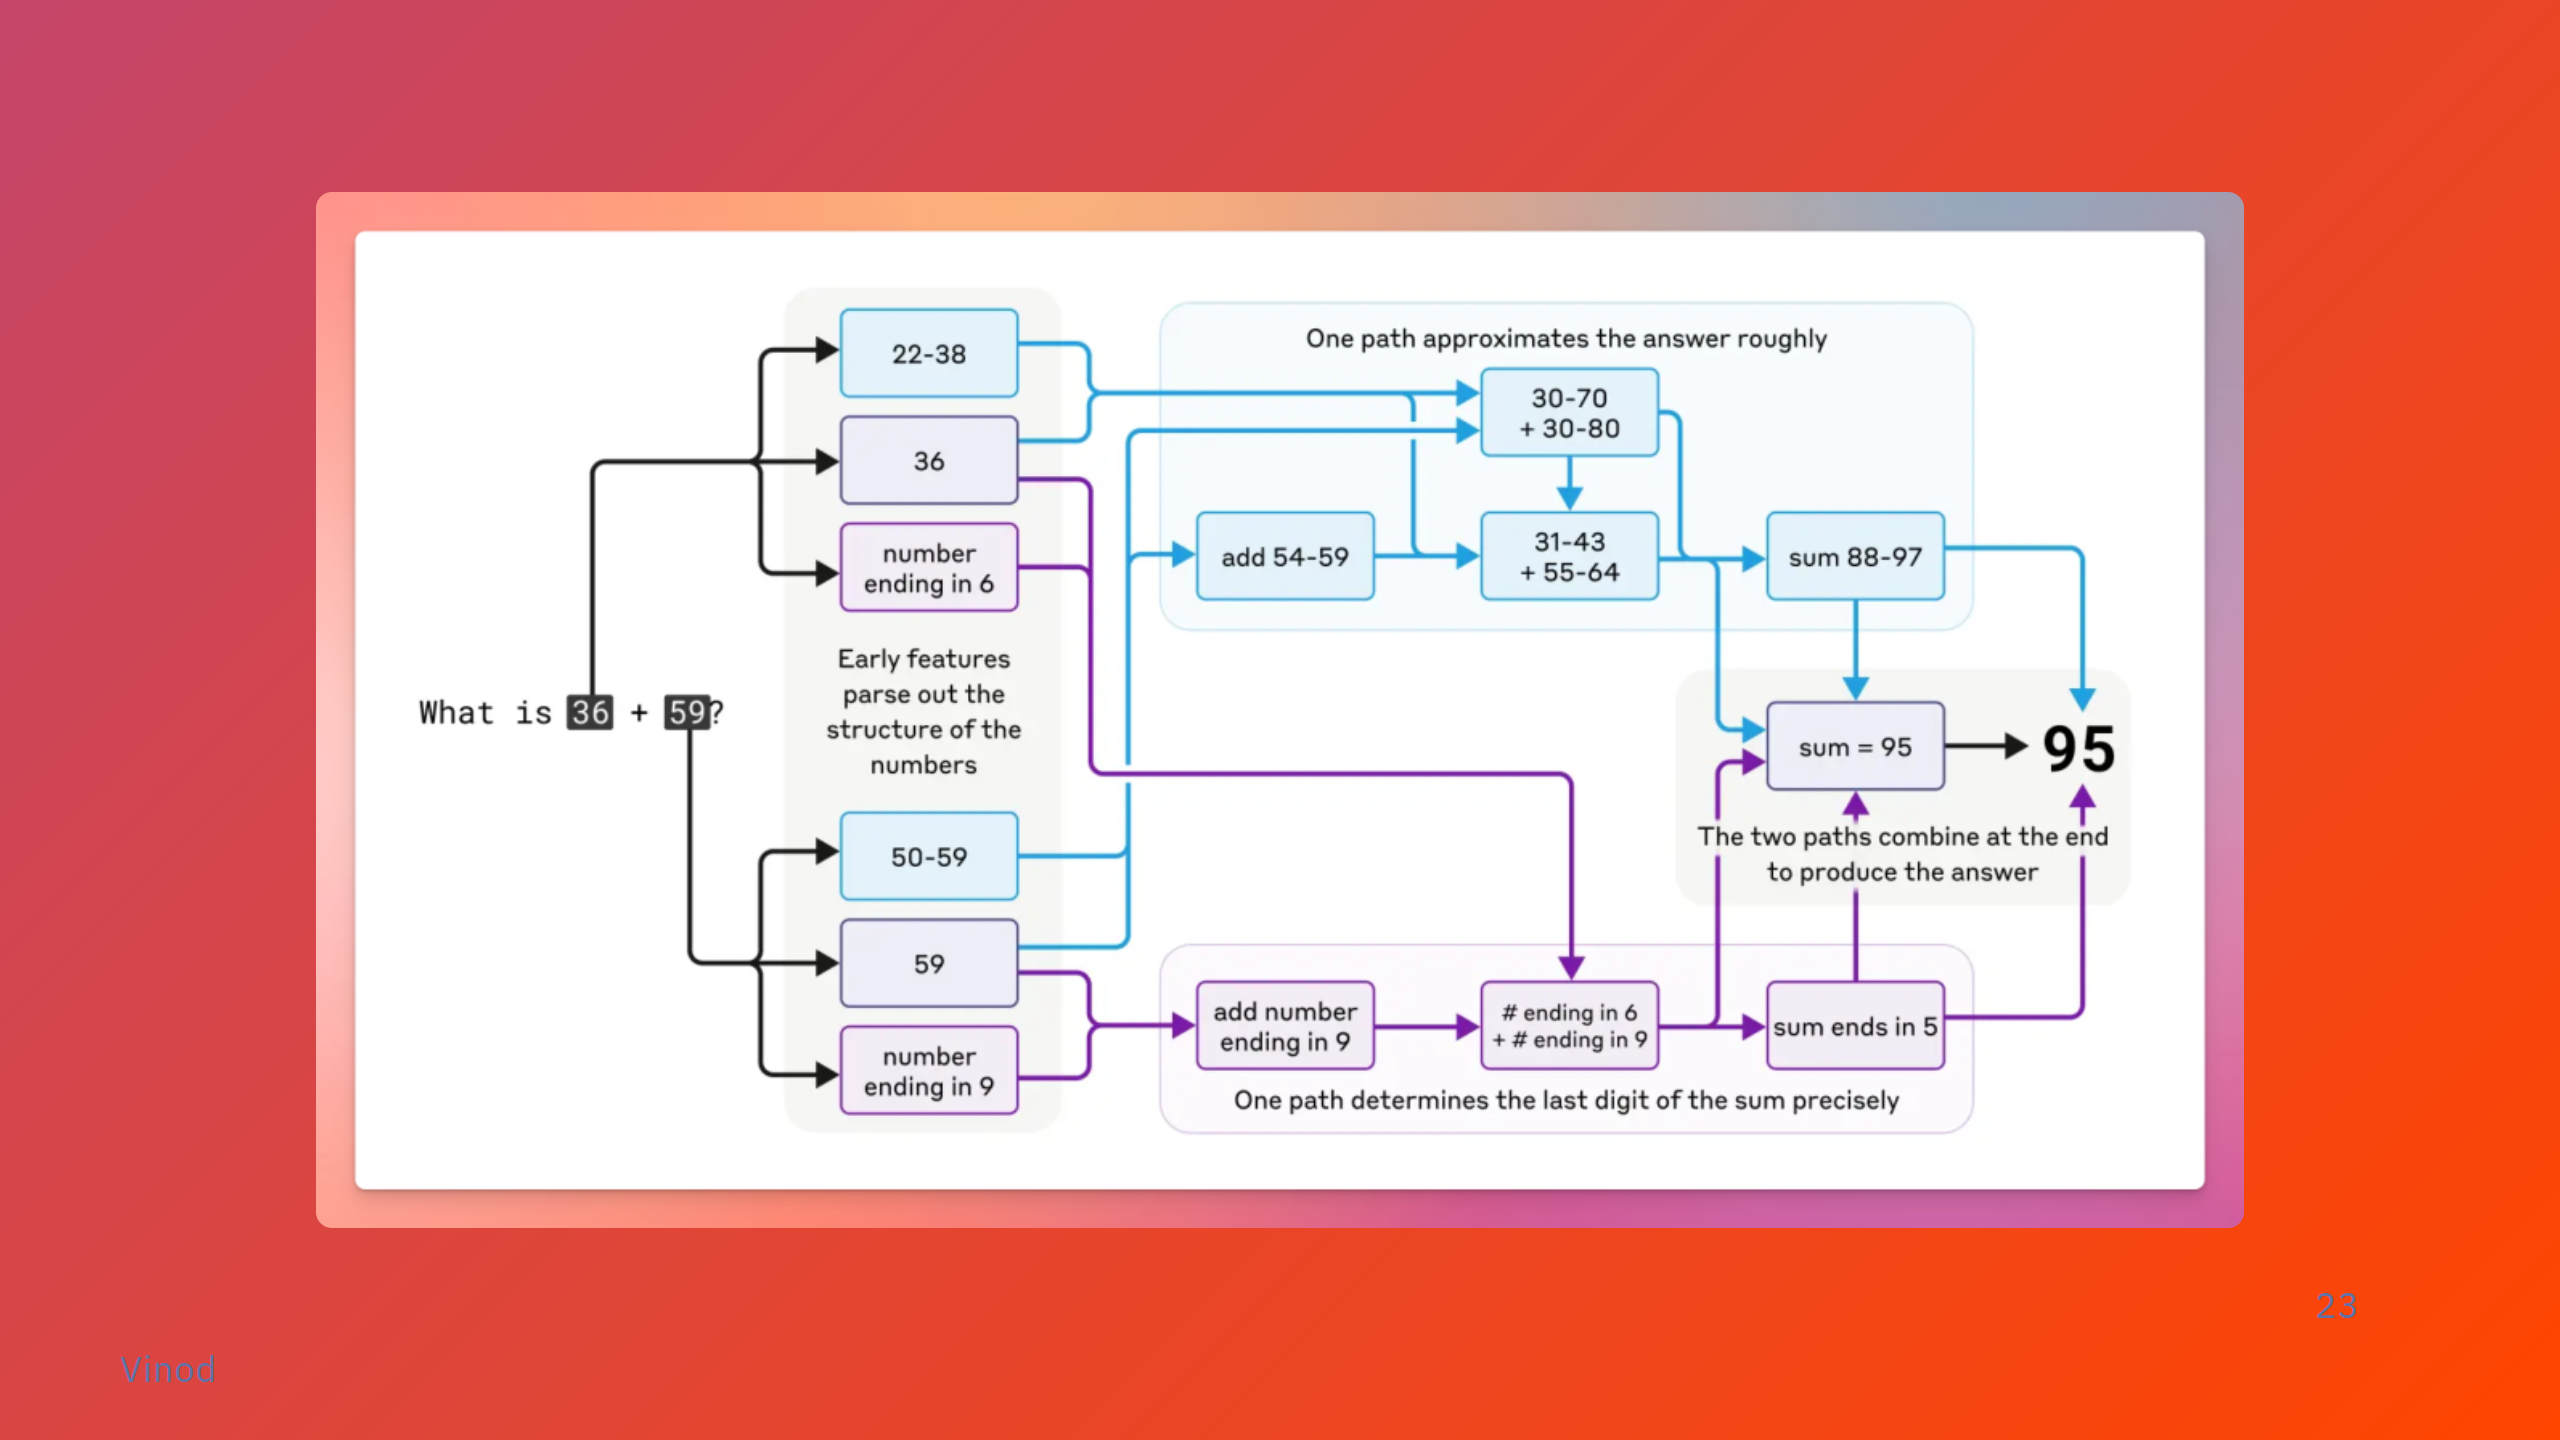 What is 36 + 59?
22-38
36
number
ending in 6
Early features
parse out the
structure of the
numbers
50-59
59
number
ending in 9
One path approximates the answer roughly
30-70
+ 30-80
add 54-59
31-43
+ 55-64
sum 88-97
sum = 95
95
The two paths combine at the end
to produce the answer
add number
ending in 9
# ending in 6
+ # ending in 9
sum ends in 5
One path determines the last digit of the sum precisely
23
Vinod